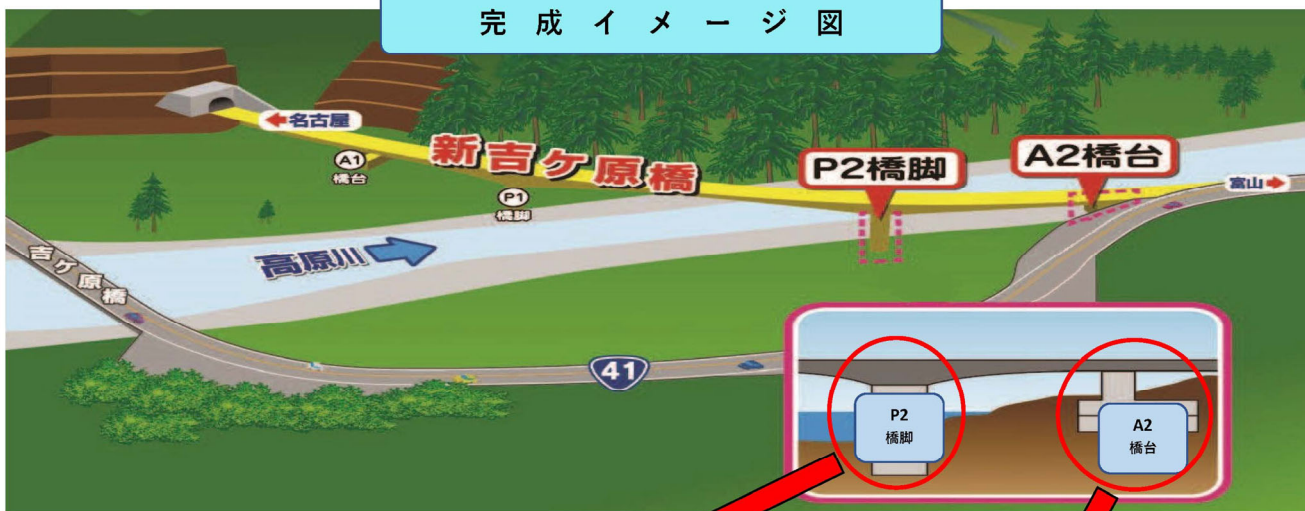 完成イメージ図
名古屋
A1
橋台
新吉ケ原橋
P1
橋脚
P2橋脚
A2橋台
富山
高原川
吉ケ原橋
41
P2
橋脚
A2
橋台